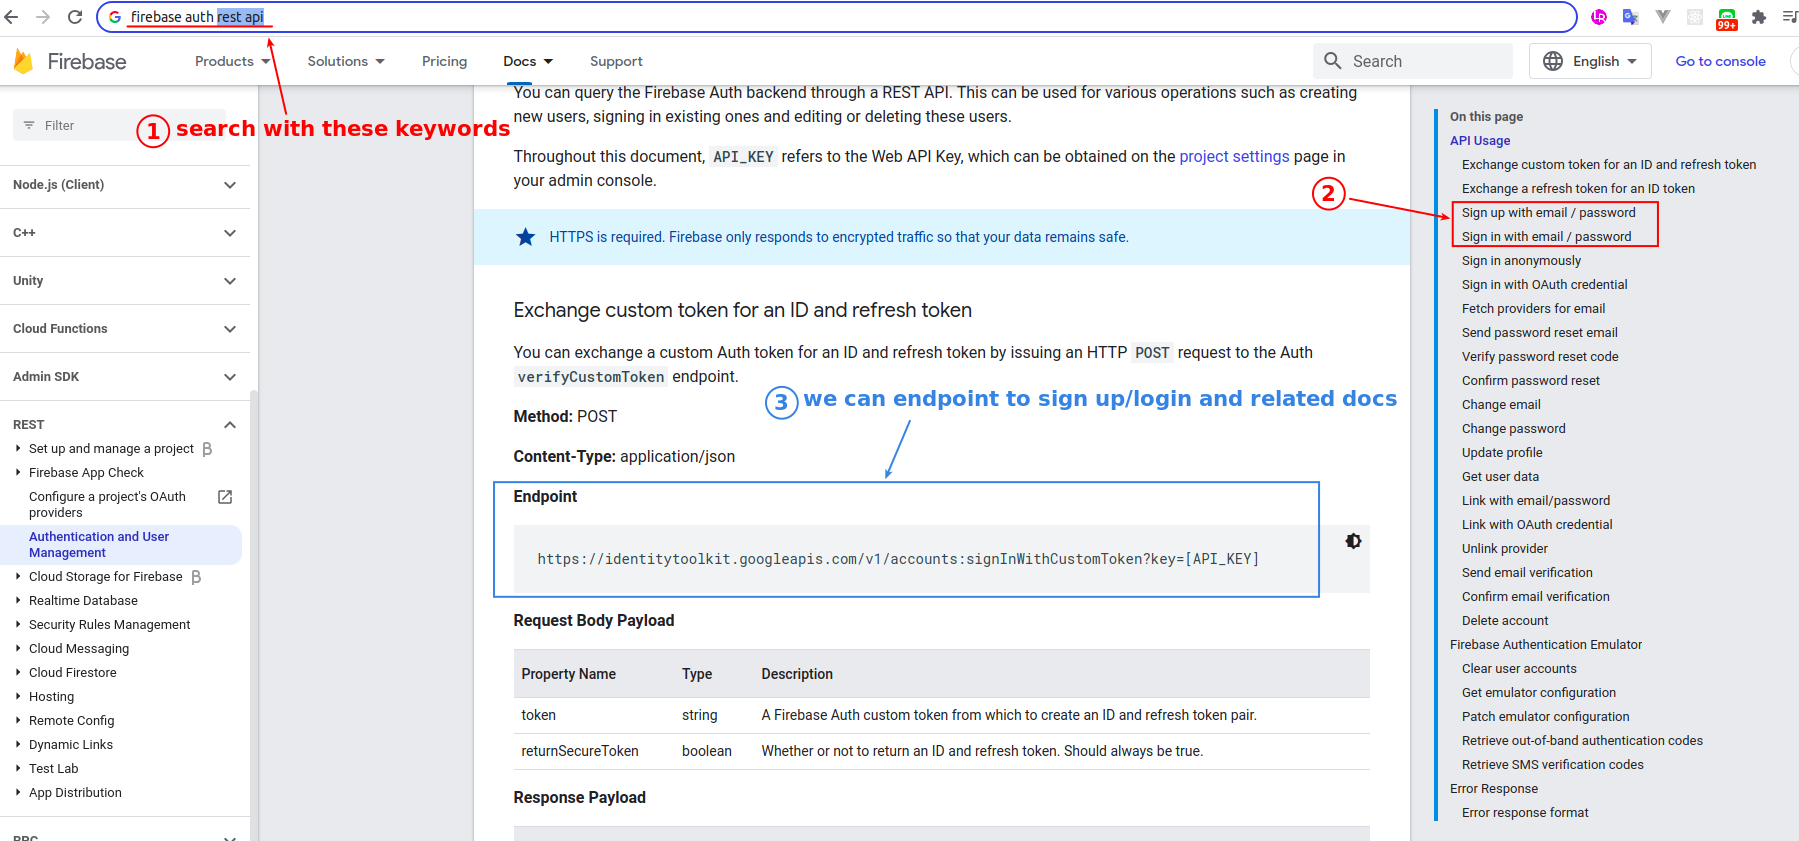 firebase auth rest api
99+
Firebase
Products
Solutions
Pricing
Docs
Support
Search
English
Go to console
Filter
1 search with these keywords
Node.js (Client)
C++
Unity
Cloud Functions
Admin SDK
REST
Set up and manage a project β
Firebase App Check
Configure a project's OAuth
providers
Authentication and User
Management
Cloud Storage for Firebase β
Realtime Database
Security Rules Management
Cloud Messaging
Cloud Firestore
Hosting
Remote Config
Dynamic Links
Test Lab
App Distribution
You can query the Firebase Auth backend through a REST API. This can be used for various operations such as creating
new users, signing in existing ones and editing or deleting these users.
Throughout this document, API_KEY refers to the Web API Key, which can be obtained on the project settings page in
your admin console.
HTTPS is required. Firebase only responds to encrypted traffic so that your data remains safe.
Exchange custom token for an ID and refresh token
You can exchange a custom Auth token for an ID and refresh token by issuing an HTTP POST request to the Auth
verifyCustomToken endpoint.
3 we can endpoint to sign up/login and related docs
Method: POST
Content-Type: application/json
Endpoint
https://identitytoolkit.googleapis.com/v1/accounts:signInWithCustomToken?key=[API_KEY]
Request Body Payload
Property Name Type Description
token string A Firebase Auth custom token from which to create an ID and refresh token pair.
returnSecureToken boolean Whether or not to return an ID and refresh token. Should always be true.
Response Payload
2
On this page
API Usage
Exchange custom token for an ID and refresh token
Exchange a refresh token for an ID token
Sign up with email / password
Sign in with email / password
Sign in anonymously
Sign in with OAuth credential
Fetch providers for email
Send password reset email
Verify password reset code
Confirm password reset
Change email
Change password
Update profile
Get user data
Link with email/password
Link with OAuth credential
Unlink provider
Send email verification
Confirm email verification
Delete account
Firebase Authentication Emulator
Clear user accounts
Get emulator configuration
Patch emulator configuration
Retrieve out-of-band authentication codes
Retrieve SMS verification codes
Error Response
Error response format